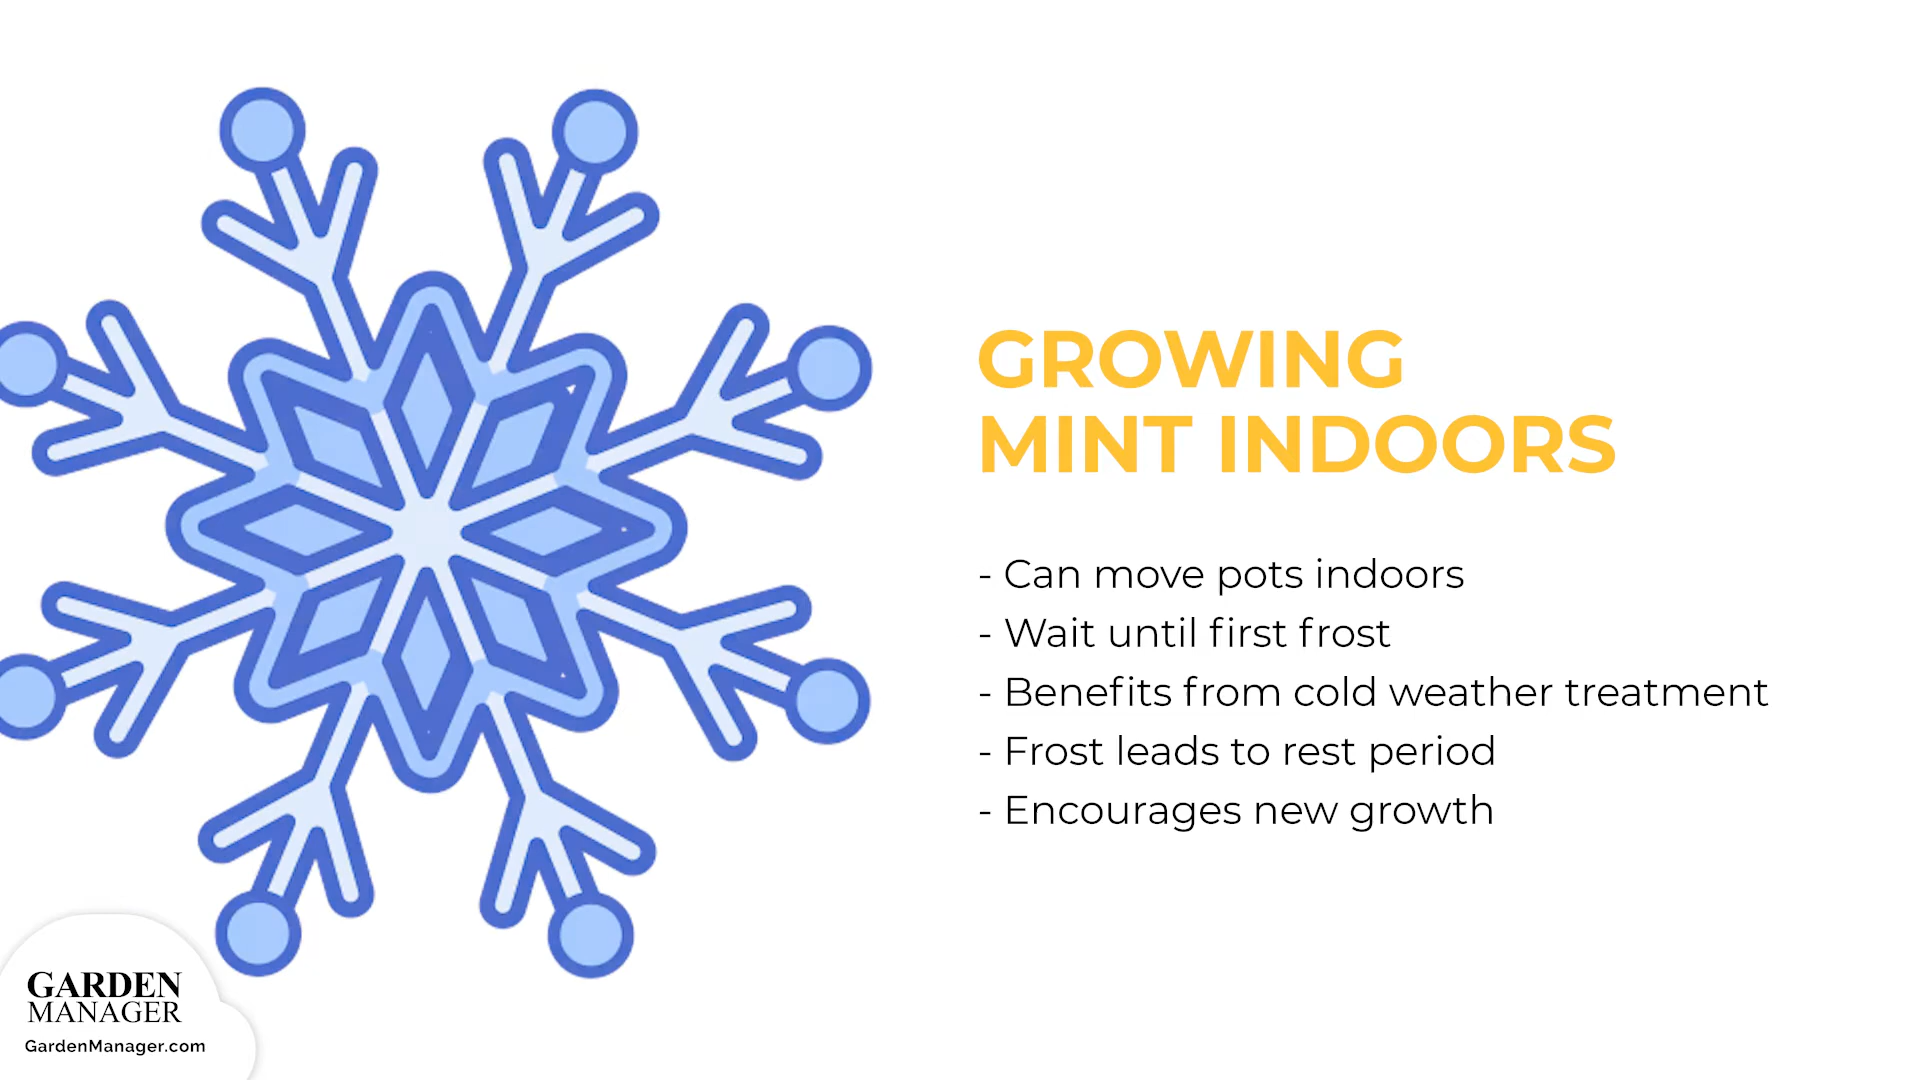 GROWING
MINT INDOORS
- Can move pots indoors
- Wait until first frost
- Benefits from cold weather treatment
- Frost leads to rest period
- Encourages new growth
GARDEN
MANAGER
GardenManager.com